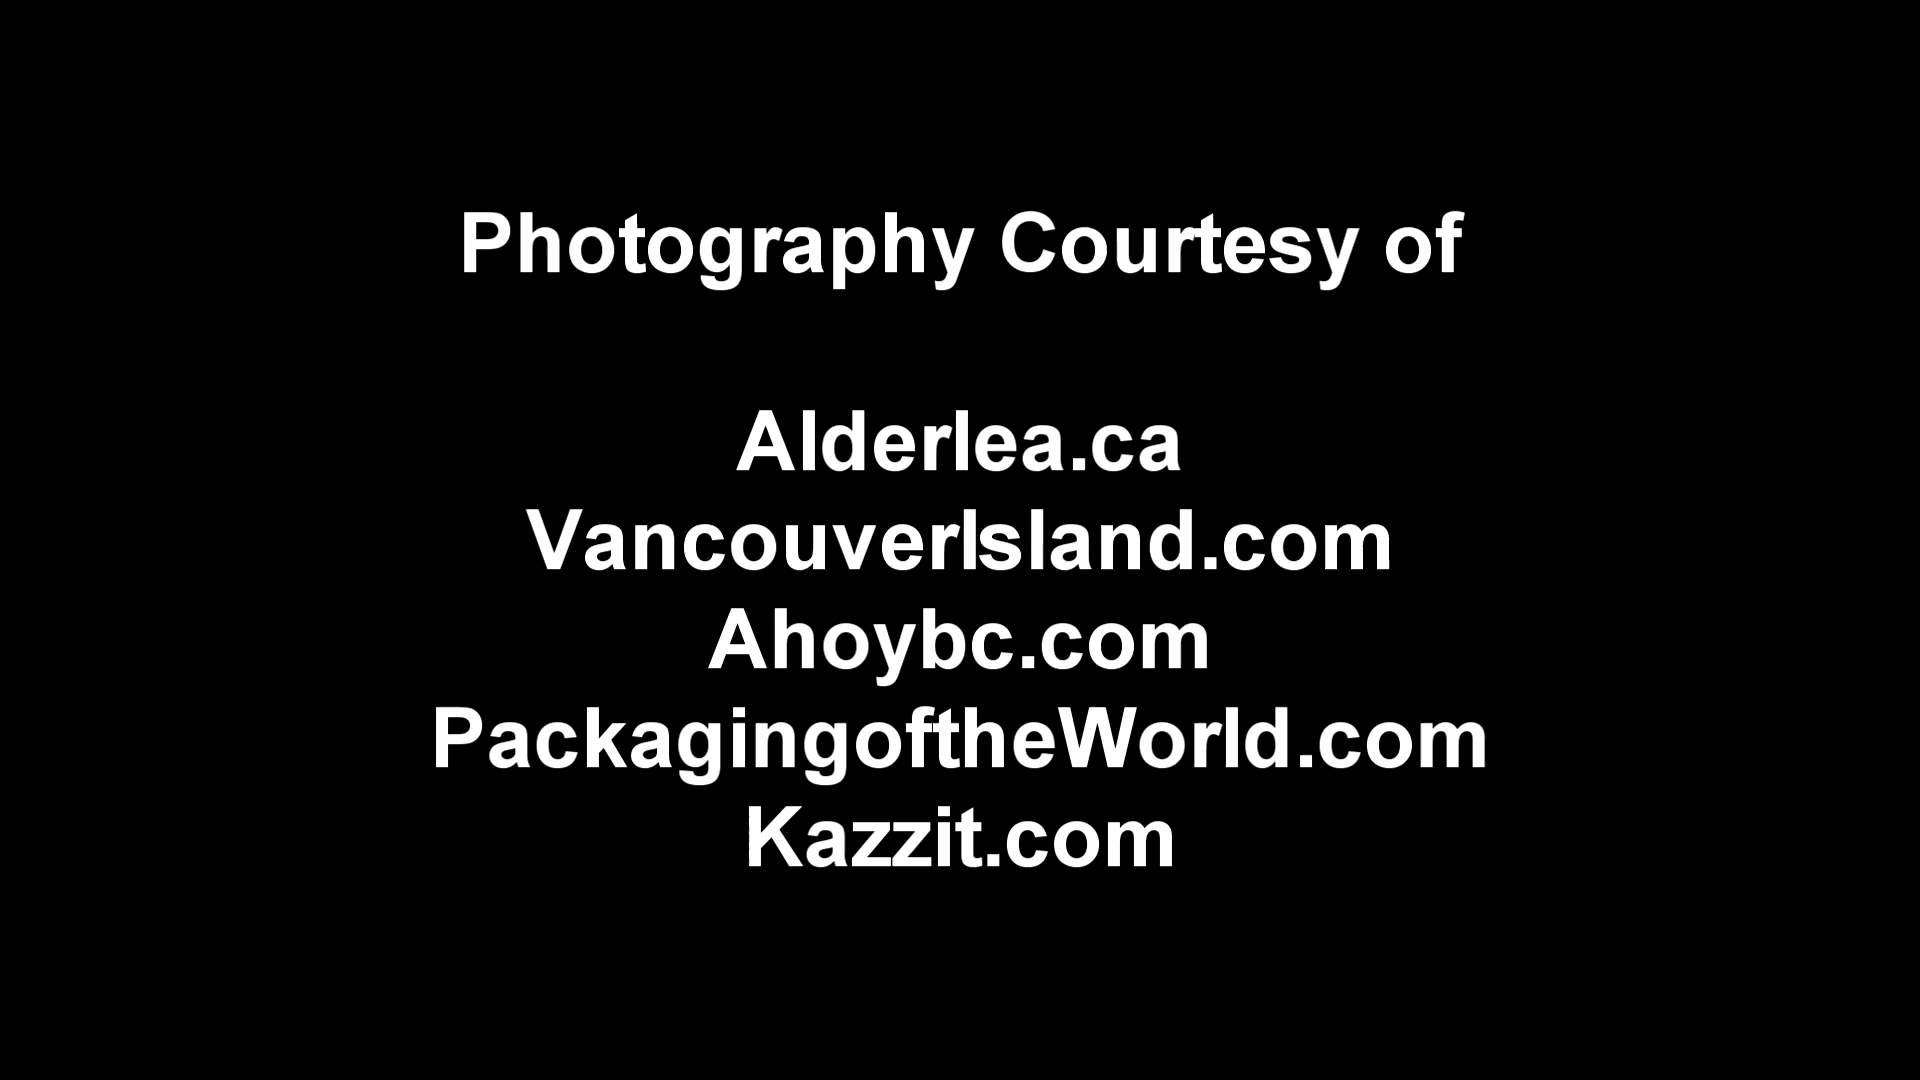 Photography Courtesy of
Alderlea.ca
VancouverIsland.com
Ahoybc.com
PackagingoftheWorld.com
Kazzit.com